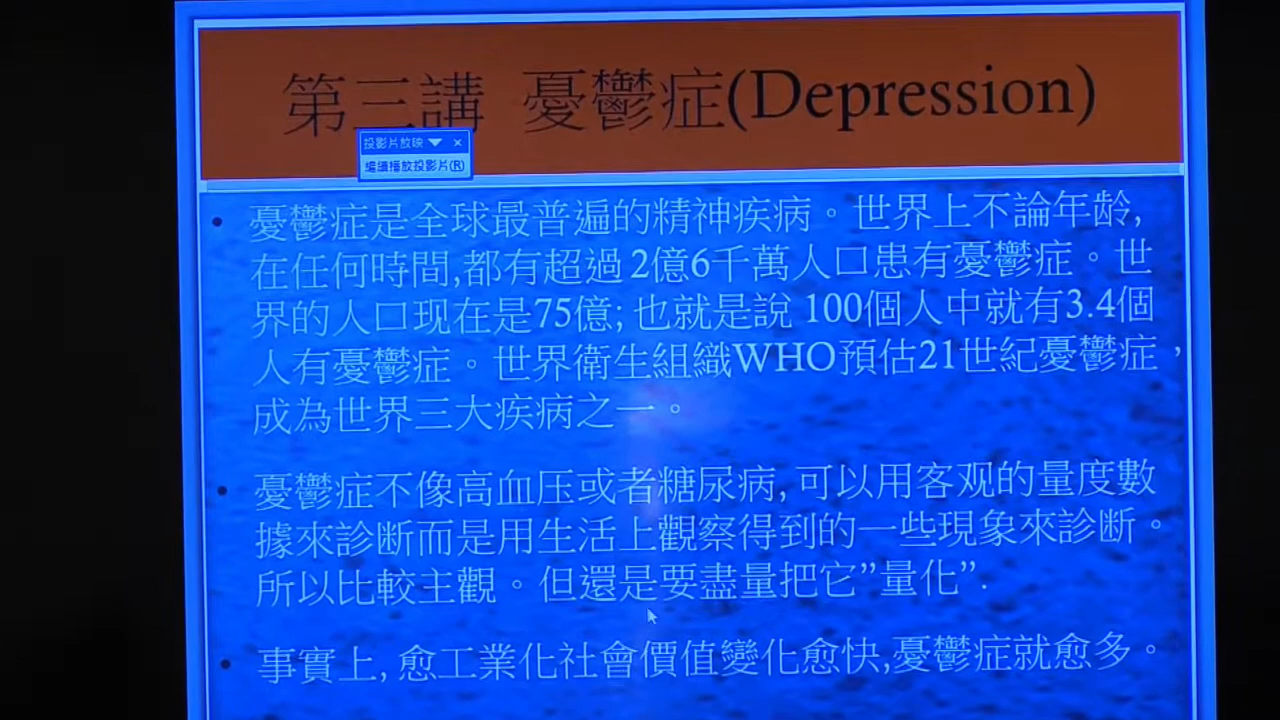 第三講 憂鬱症(Depression)
投影片放映
繼續播放投影片(R)
• 憂鬱症是全球最普遍的精神疾病。世界上不論年龄,
在任何時間,都有超過 2億6千萬人口患有憂鬱症。世
界的人口现在是75億; 也就是說 100個人中就有3.4個
人有憂鬱症。世界衛生組織WHO預估21世紀憂鬱症，
成為世界三大疾病之一。
• 憂鬱症不像高血压或者糖尿病, 可以用客观的量度數
據來診断而是用生活上觀察得到的一些現象來診断。
所以比較主觀。但還是要盡量把它”量化”.
• 事實上, 愈工業化社會價值變化愈快,憂鬱症就愈多。